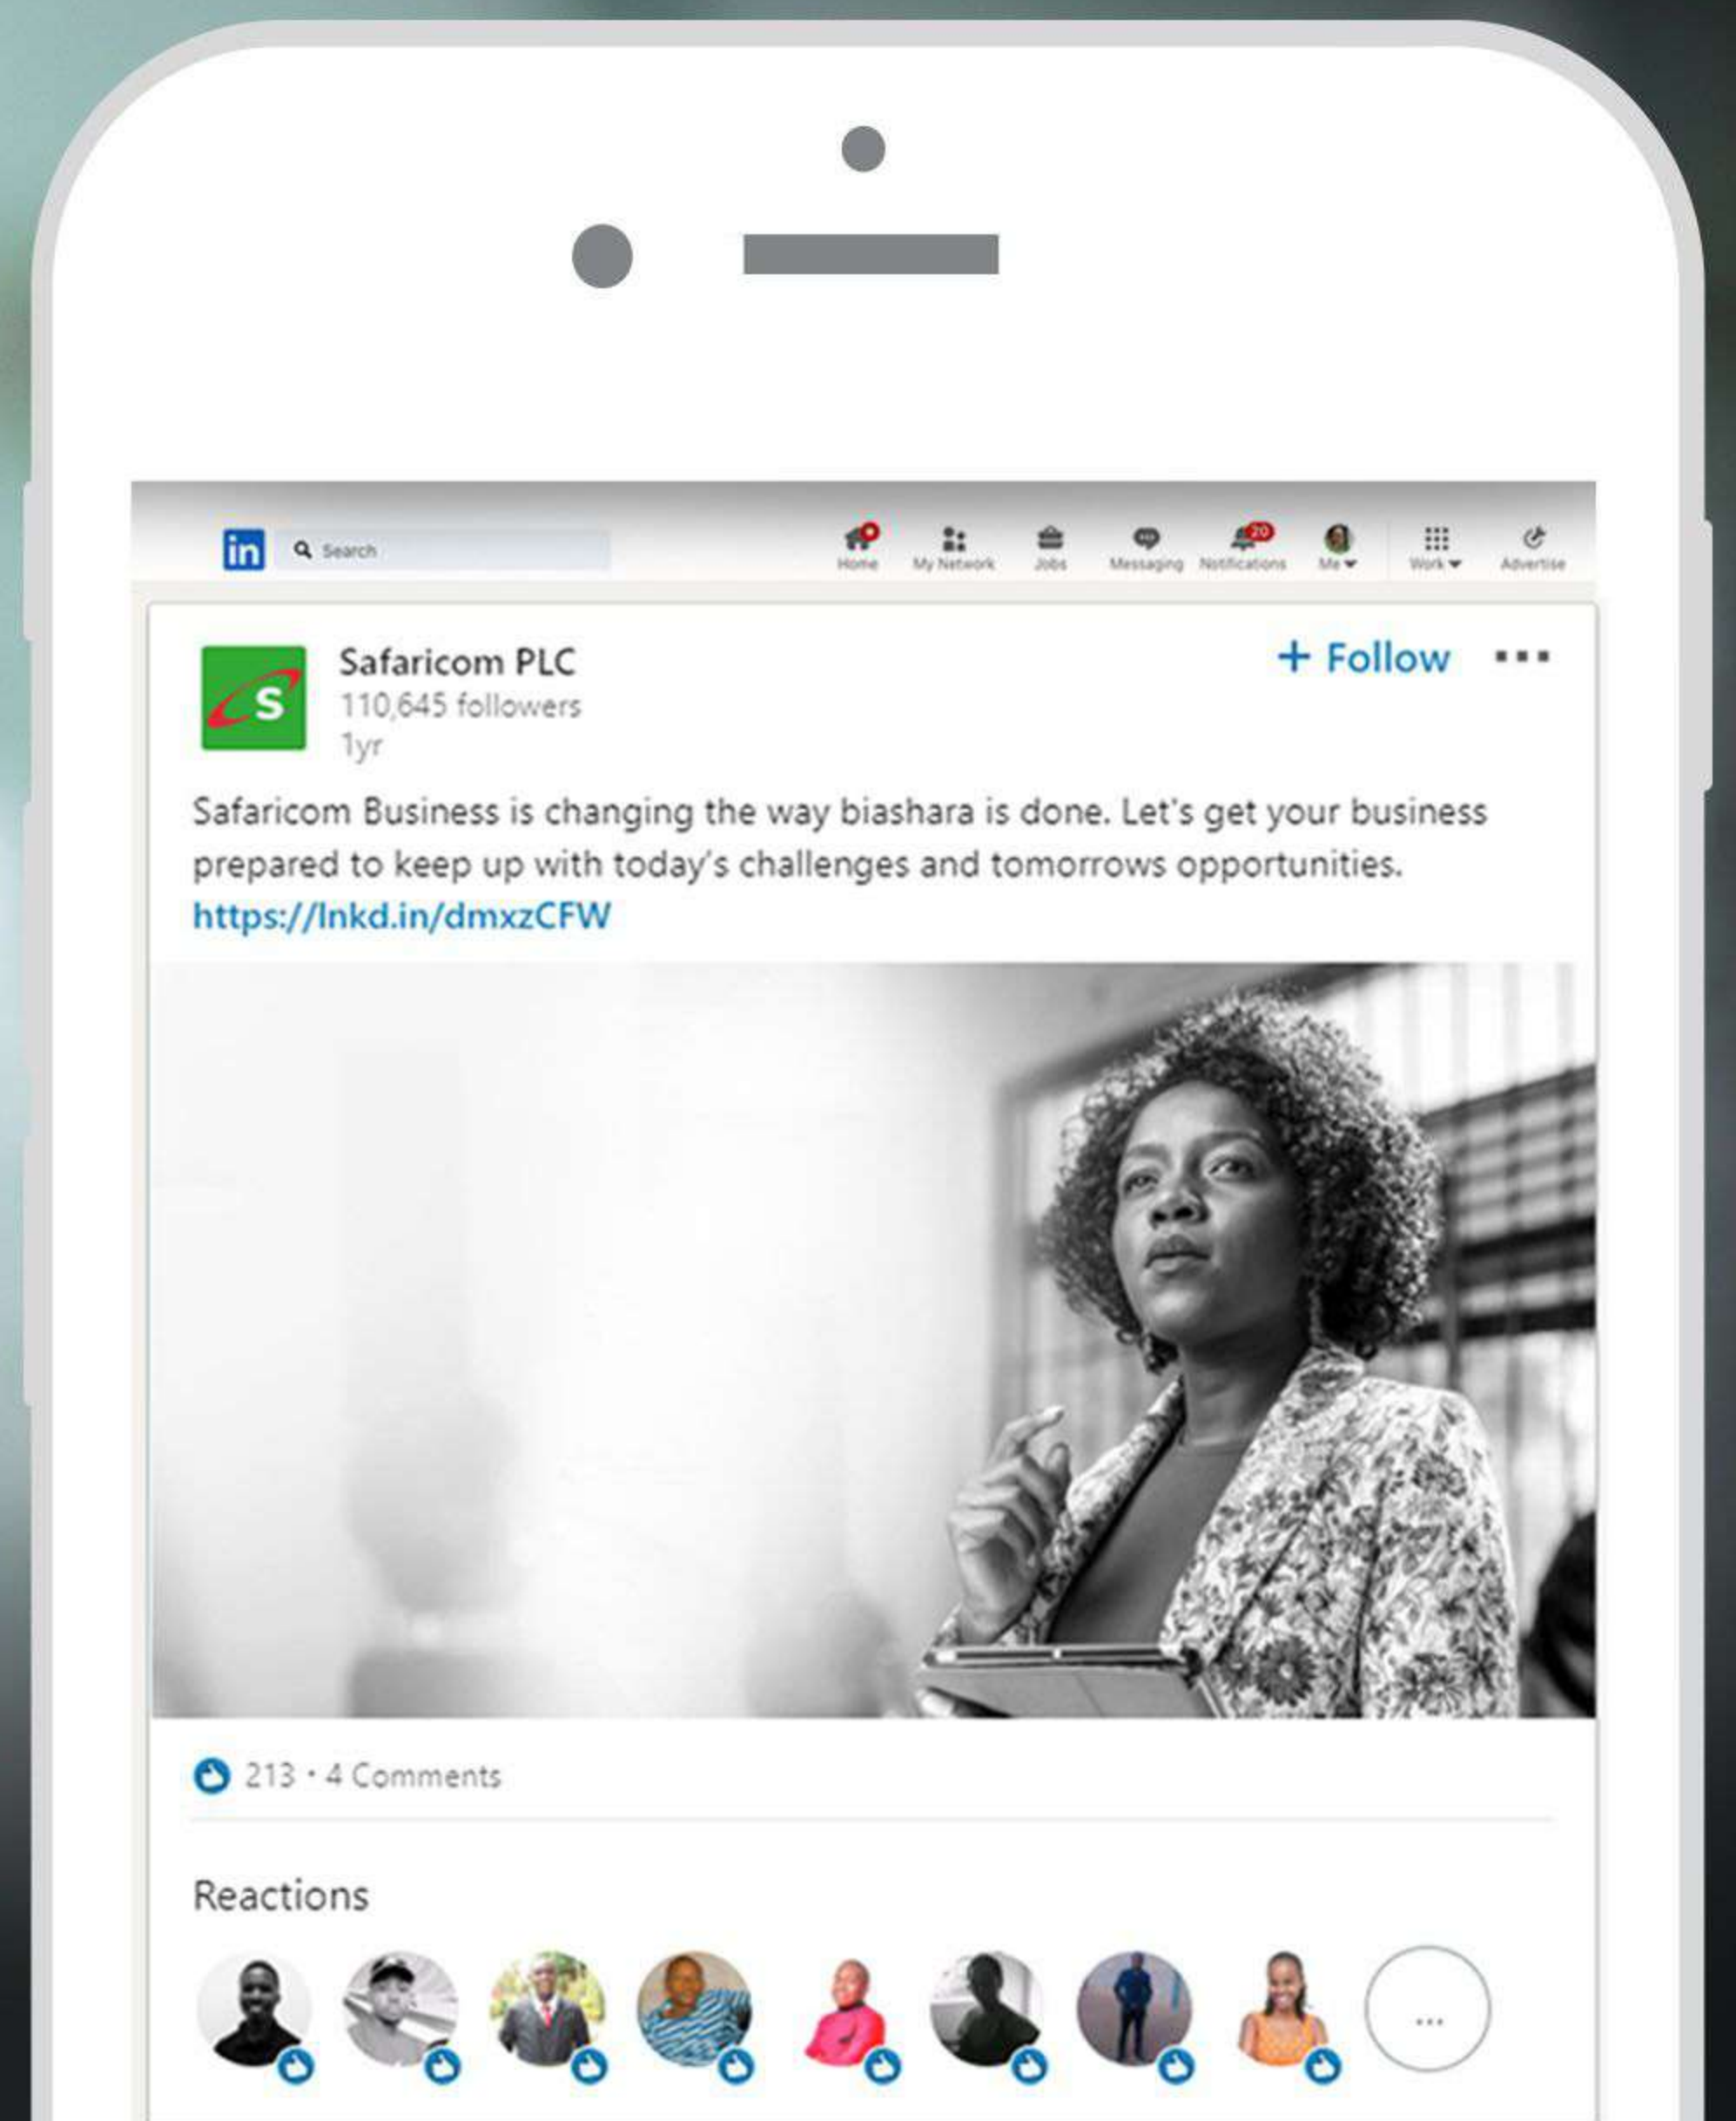 in Search
20
Home My Network Jobs Messaging Notifications Me Work Advertise
S
Safaricom PLC
+ Follow
110,645 followers
1yr
Safaricom Business is changing the way biashara is done. Let's get your business
prepared to keep up with today's challenges and tomorrows opportunities.
https://lnkd.in/dmxzCFW
213 • 4 Comments
Reactions
...